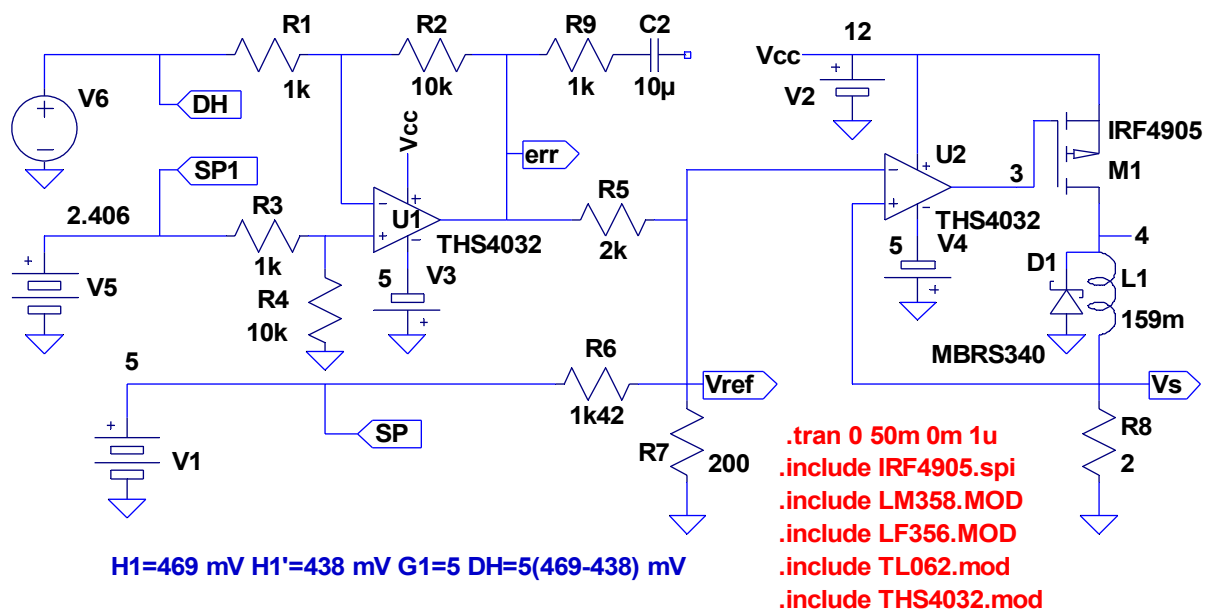 R1
1k
R2
10k
R9
1k
C2
10µ
12
Vcc
V2
V6
DH
Vcc
err
SP1
2.406
R3
1k
U1
THS4032
R5
2k
U2
THS4032
3
IRF4905
M1
V5
R4
10k
5
V3
5
V4
4
D1
L1
159m
MBRS340
5
R6
1k42
Vref
Vs
V1
SP
R7
200
R8
2
.tran 0 50m 0m 1u
.include IRF4905.spi
.include LM358.MOD
.include LF356.MOD
.include TL062.mod
.include THS4032.mod
H1=469 mV H1'=438 mV G1=5 DH=5(469-438) mV